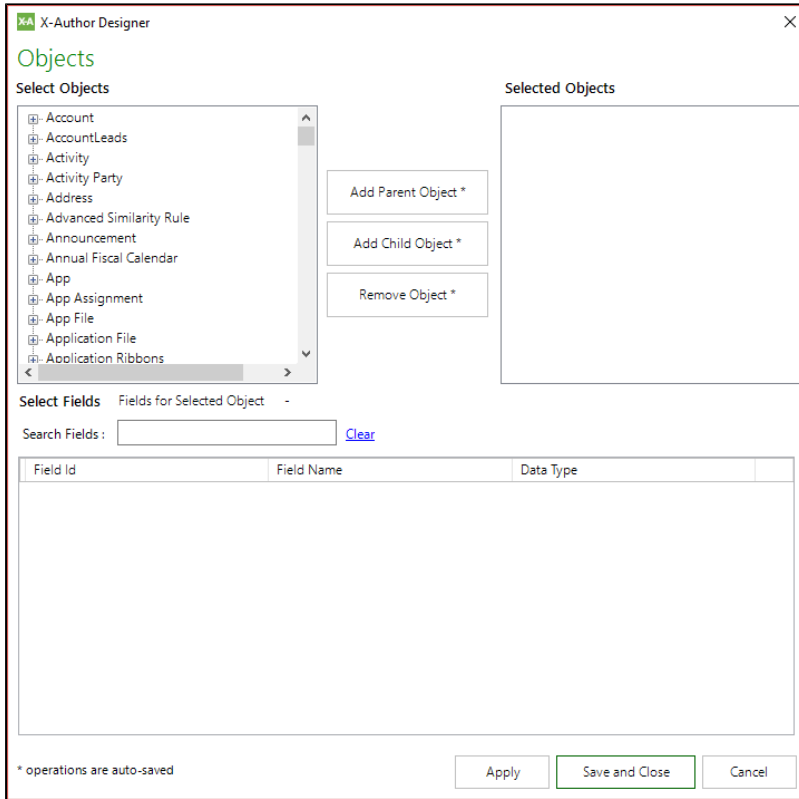 X-A X-Author Designer
Objects
Select Objects
Selected Objects
Account
AccountLeads
Activity
Activity Party
Address
Advanced Similarity Rule
Announcement
Annual Fiscal Calendar
App
App Assignment
App File
Application File
Application Ribbons
Add Parent Object *
Add Child Object *
Remove Object *
Select Fields Fields for Selected Object -
Search Fields : Clear
Field Id Field Name Data Type
* operations are auto-saved
Apply Save and Close Cancel